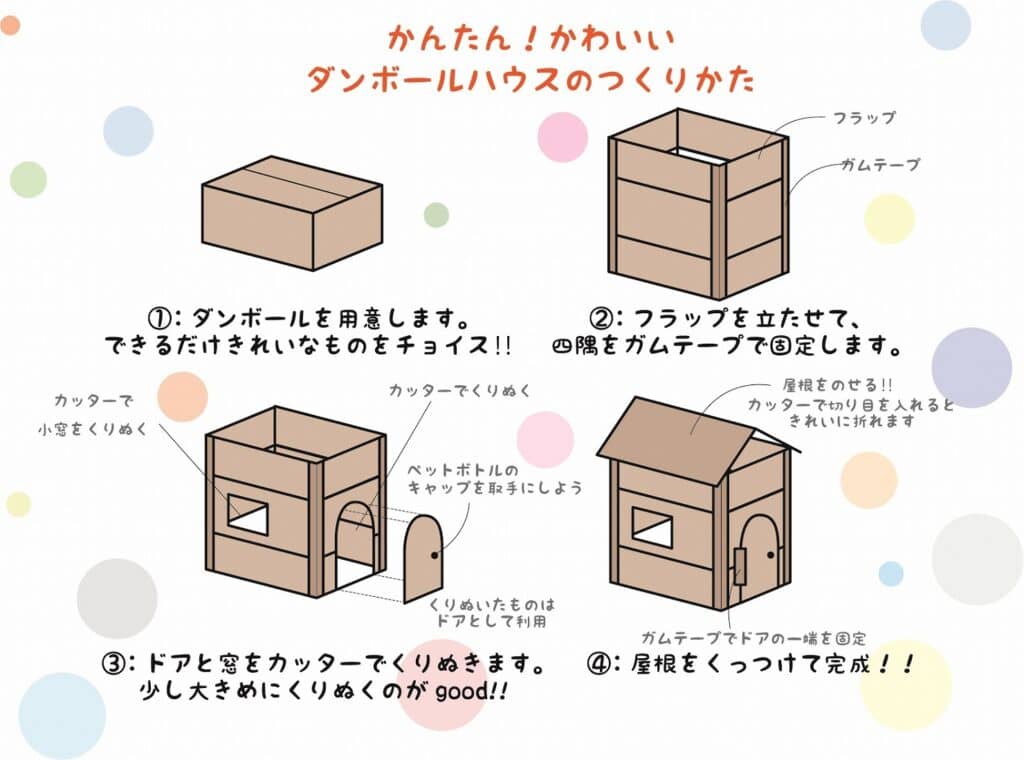 かんたん！かわいい
ダンボールハウスのつくりかた
フラップ
ガムテープ
①：ダンボールを用意します。
できるだけきれいなものをチョイス!!
②：フラップを立たせて、
四隅をガムテープで固定します。
カッターで
小窓をくりぬく
カッターでくりぬく
ペットボトルの
キャップを取手にしよう
くりぬいたものは
ドアとして利用
屋根をのせる!!
カッターで切り目を入れると
きれいに折れます
ガムテープでドアの一端を固定
③：ドアと窓をカッターでくりぬきます。
少し大きめにくりぬくのが good!!
④：屋根をくっつけて完成！！